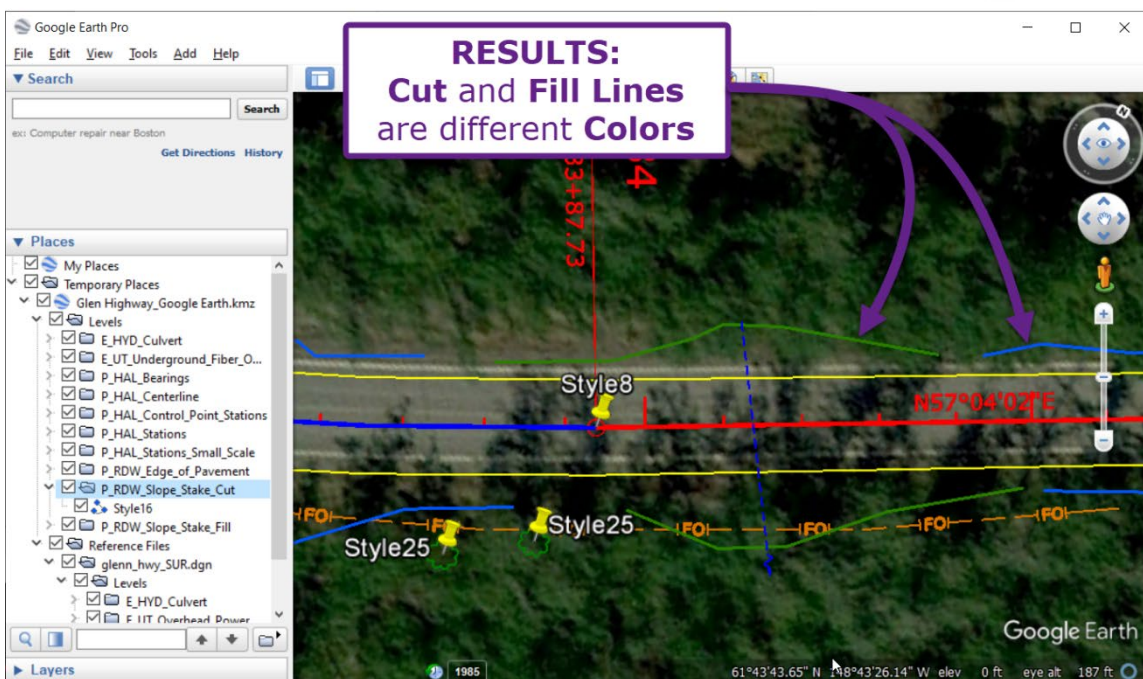 Google Earth Pro
File Edit View Tools Add Help
RESULTS:
Cut and Fill Lines
are different Colors
▼ Search
Search
ex: Computer repair near Boston
Get Directions History
▼ Places
My Places
Temporary Places
Glen Highway_Google Earth.kmz
Levels
E_HYD_Culvert
E_UT_Underground_Fiber_O...
P_HAL_Bearings
P_HAL_Centerline
P_HAL_Control_Point_Stations
P_HAL_Stations
P_HAL_Stations_Small_Scale
P_RDW_Edge_of_Pavement
P_RDW_Slope_Stake_Cut
Style16
P_RDW_Slope_Stake_Fill
Reference Files
glenn_hwy_SUR.dgn
Levels
E_HYD_Culvert
E_UT_Overhead_Power
▶ Layers
33+87.73
Style8
N57°04'02"E
FO FO FO FO FO FO
Style25
Style25
N
Google Earth
1985
61°43'43.65" N 148°43'26.14" W elev 0 ft eye alt 187 ft